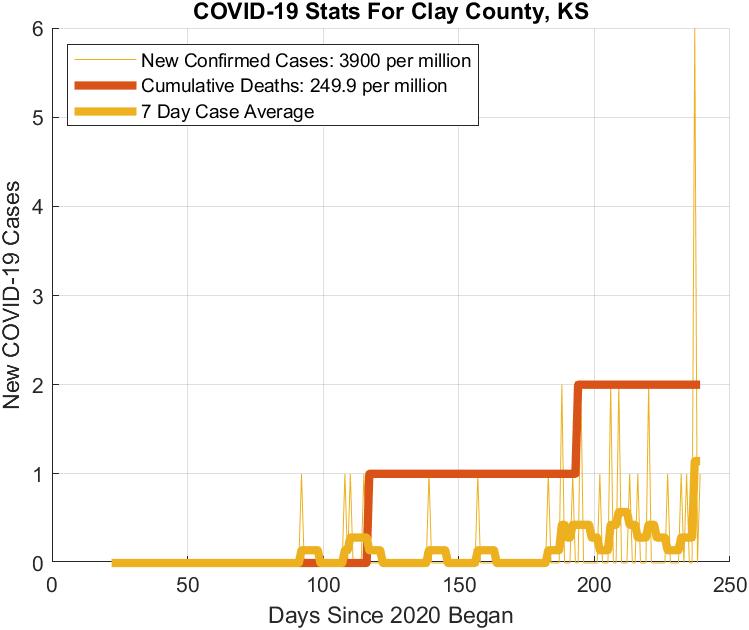 COVID-19 Stats For Clay County, KS
New Confirmed Cases: 3900 per million
Cumulative Deaths: 249.9 per million
7 Day Case Average
New COVID-19 Cases
6
5
4
3
2
1
0
0 50 100 150 200 250
Days Since 2020 Began